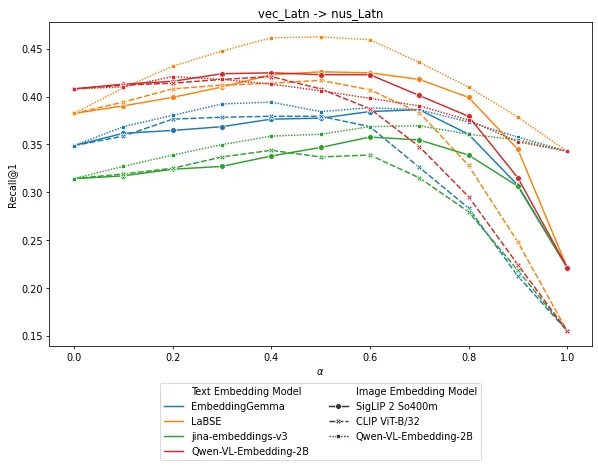 vec_Latn -> nus_Latn
0.45
0.40
0.35
0.30
0.25
0.20
0.15
Recall@1
0.0 0.2 0.4 0.6 0.8 1.0
α
Text Embedding Model
EmbeddingGemma
LaBSE
jina-embeddings-v3
Qwen-VL-Embedding-2B
Image Embedding Model
SigLIP 2 So400m
CLIP ViT-B/32
Qwen-VL-Embedding-2B